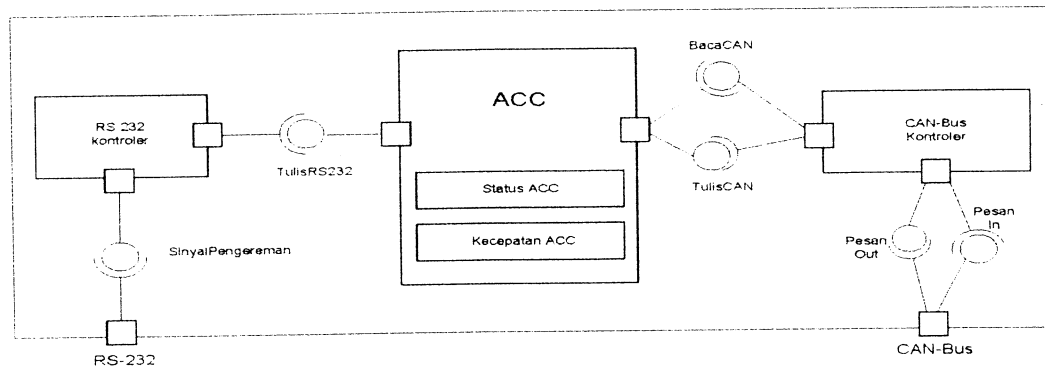 BacaCAN
ACC
RS 232
kontroler
CAN-Bus
Kontroler
TulisRS232
TulisCAN
Status ACC
Kecepatan ACC
SinyalPengereman
Pesan
Out
Pesan
In
RS-232
CAN-Bus